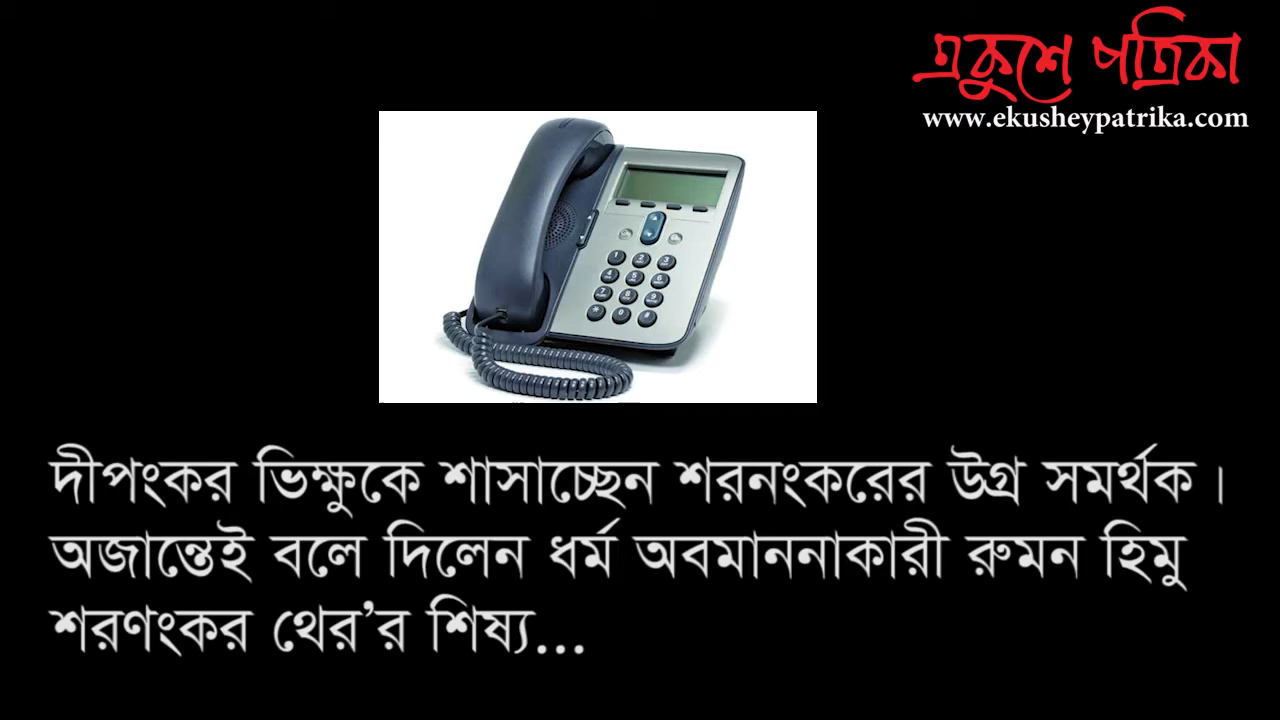 একুশে পত্রিকা
www.ekusheypatrika.com
দীপংকর ভিক্ষুকে শাসাচ্ছেন শরনংকরের উগ্র সমর্থক।
অজান্তেই বলে দিলেন ধর্ম অবমাননাকারী রুমন হিমু
শরণংকর থের’র শিষ্য...